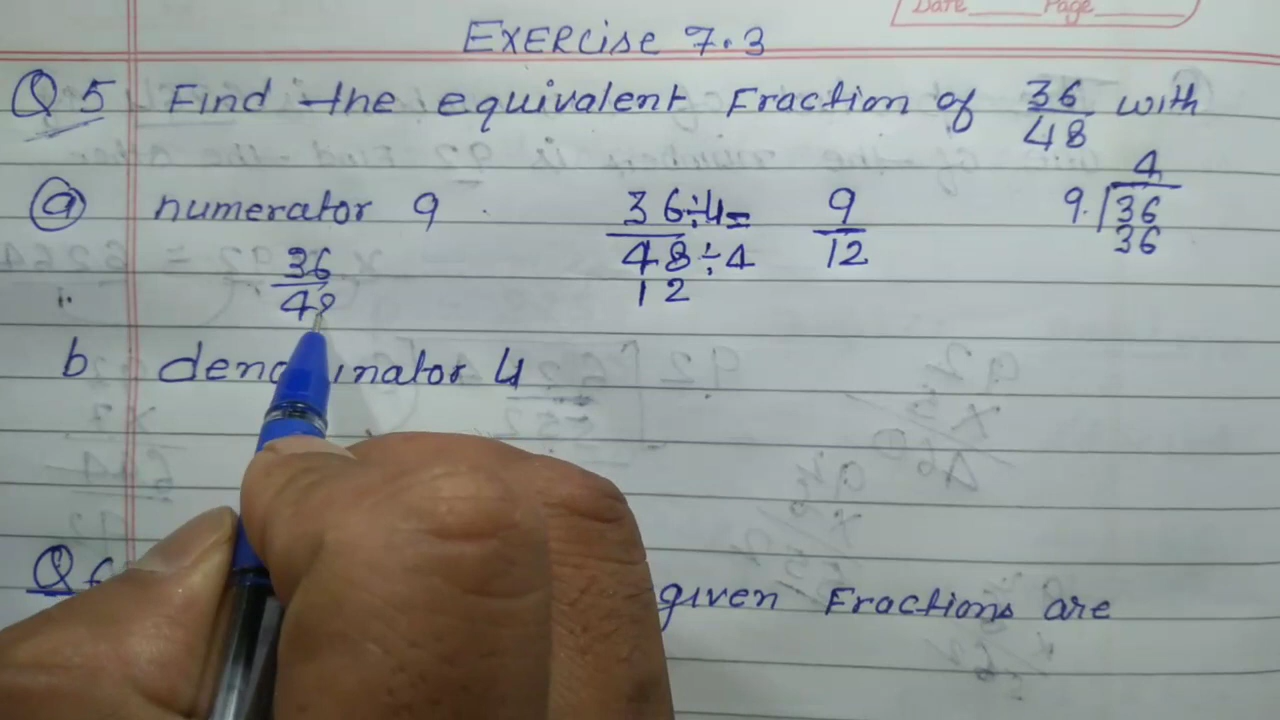 Date Page
Exercise 7.3
Q 5 Find the equivalent Fraction of 36/48 with
(a) numerator 9 36÷4/48÷4 = 9/12 9)36 4
12 36
36/48
b denominator 4
Q 6 given Fractions are